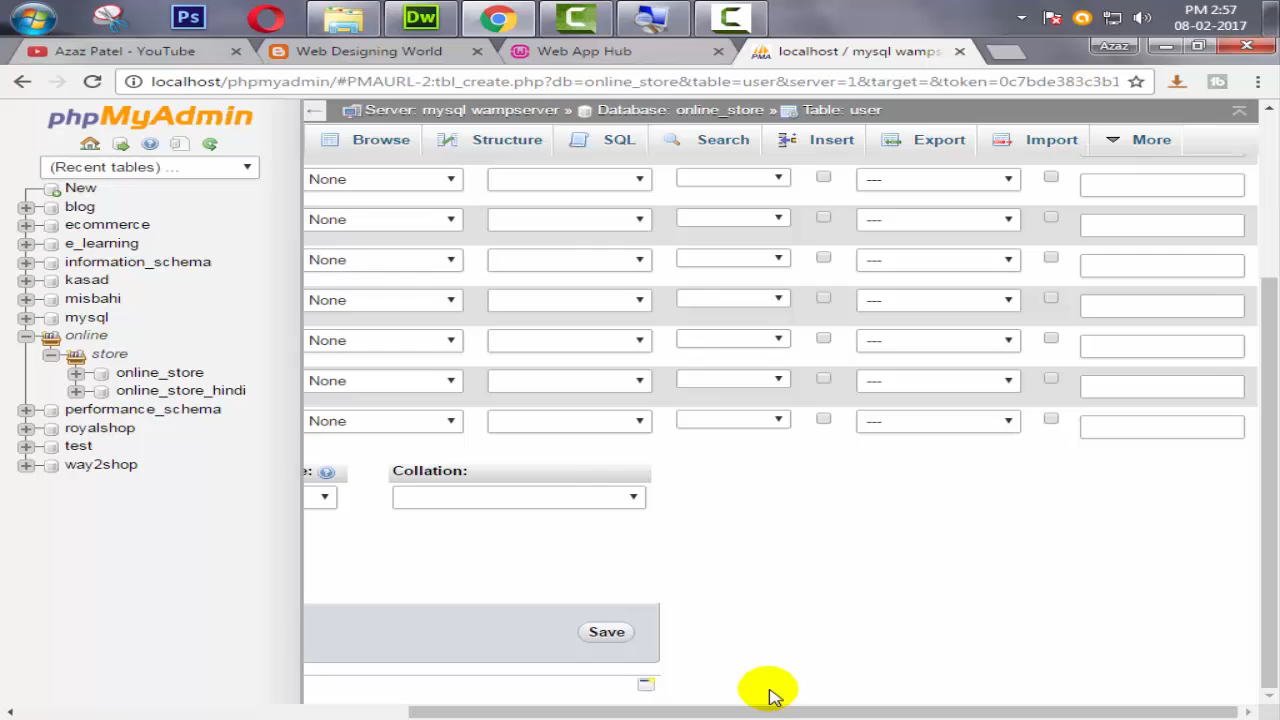 Ps
Dw
PM 2:57
08-02-2017
Azaz Patel - YouTube
Web Designing World
Web App Hub
PMA
localhost / mysql wamps
Azaz
localhost/phpmyadmin/#PMAURL-2:tbl_create.php?db=online_store&table=user&server=1&target=&token=0c7bde383c3b1
phpMyAdmin
Server: mysql wampserver » Database: online_store » Table: user
Browse
Structure
SQL
Search
Insert
Export
Import
More
(Recent tables) ...
New
blog
ecommerce
e_learning
information_schema
kasad
misbahi
mysql
online
store
online_store
online_store_hindi
performance_schema
royalshop
test
way2shop
None ---
None ---
None ---
None ---
None ---
None ---
None ---
e:
Collation:
Save